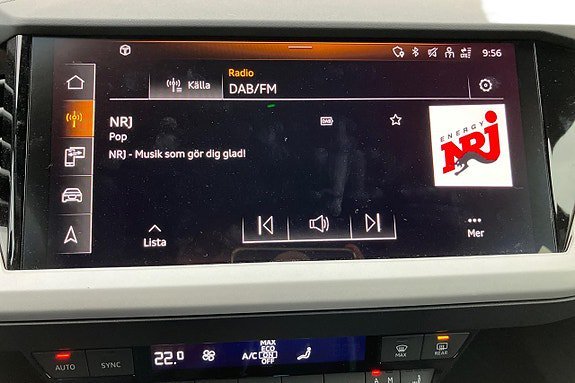 9:56
Källa
Radio
DAB/FM
NRJ
DAB
Pop
NRJ - Musik som gör dig glad!
ENERGY
NRJ
Lista
Mer
AUTO
SYNC
22.0
A/C
MAX
ECO
ON
OFF
MAX
REAR
A
M